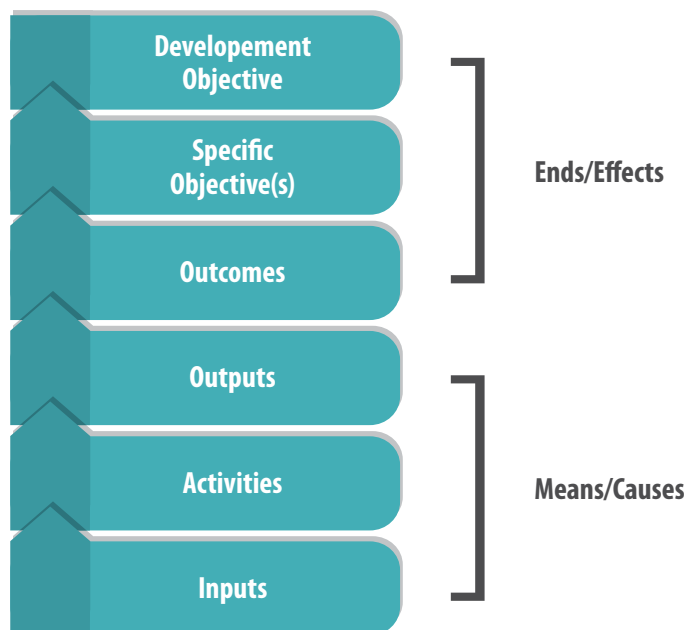 Developement
Objective
Specific
Objective(s)
Ends/Effects
Outcomes
Outputs
Activities
Means/Causes
Inputs